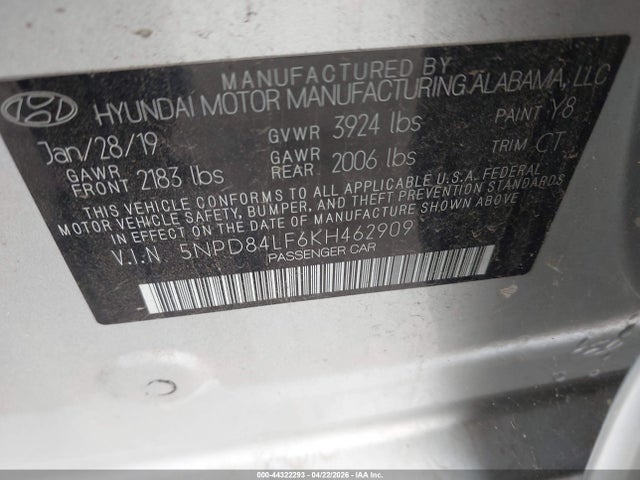 MANUFACTURED BY
HYUNDAI MOTOR MANUFACTURING ALABAMA, LLC
Jan/28/19 GVWR 3924 lbs PAINT Y8
GAWR FRONT 2183 lbs GAWR REAR 2006 lbs TRIM CT
THIS VEHICLE CONFORMS TO ALL APPLICABLE U.S.A. FEDERAL
MOTOR VEHICLE SAFETY, BUMPER, AND THEFT PREVENTION STANDARDS
IN EFFECT ON THE DATE OF MANUFACTURE SHOWN ABOVE.
V.I.N 5NPD84LF6KH462909
PASSENGER CAR
000-44322293 04/22/2026 - IAAI.COM